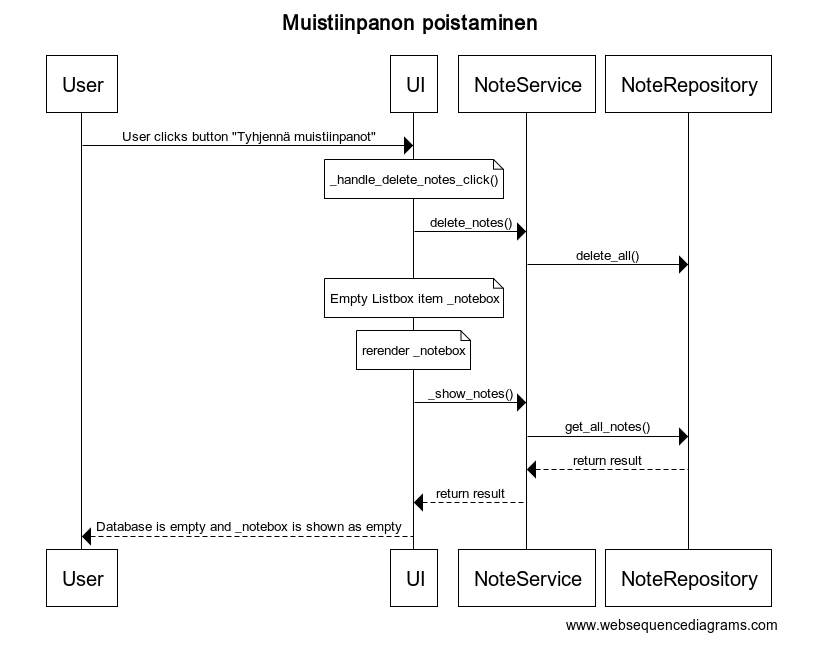 Muistiinpanon poistaminen
User
UI
NoteService
NoteRepository
User clicks button "Tyhjennä muistiinpanot"
_handle_delete_notes_click()
delete_notes()
delete_all()
Empty Listbox item _notebox
rerender _notebox
_show_notes()
get_all_notes()
return result
return result
Database is empty and _notebox is shown as empty
User
UI
NoteService
NoteRepository
www.websequencediagrams.com